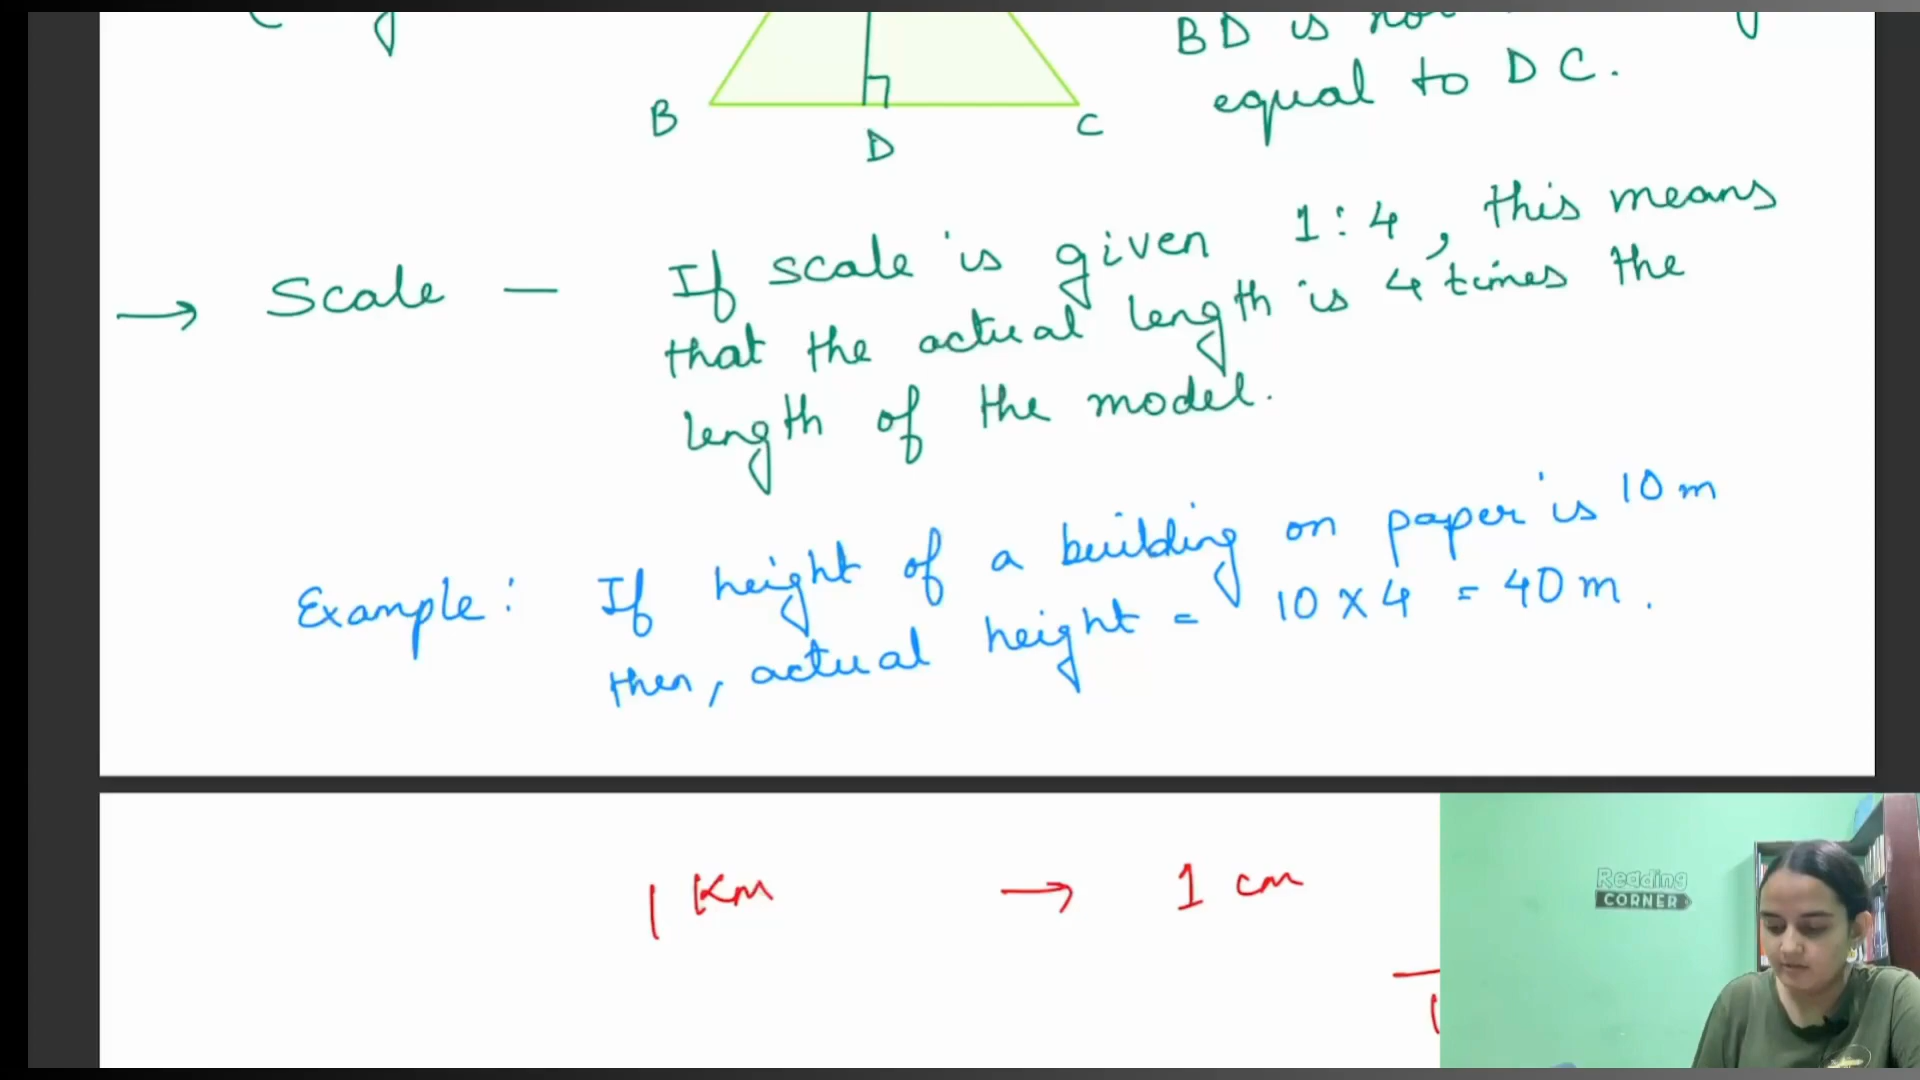 BD is not
equal to DC.
B
D
C
→ Scale — If scale is given 1:4, this means
that the actual length is 4 times the
length of the model.
Example: If height of a building on paper is 10 m
then, actual height = 10 × 4 = 40 m.
1 Km → 1 cm
Reading
CORNER